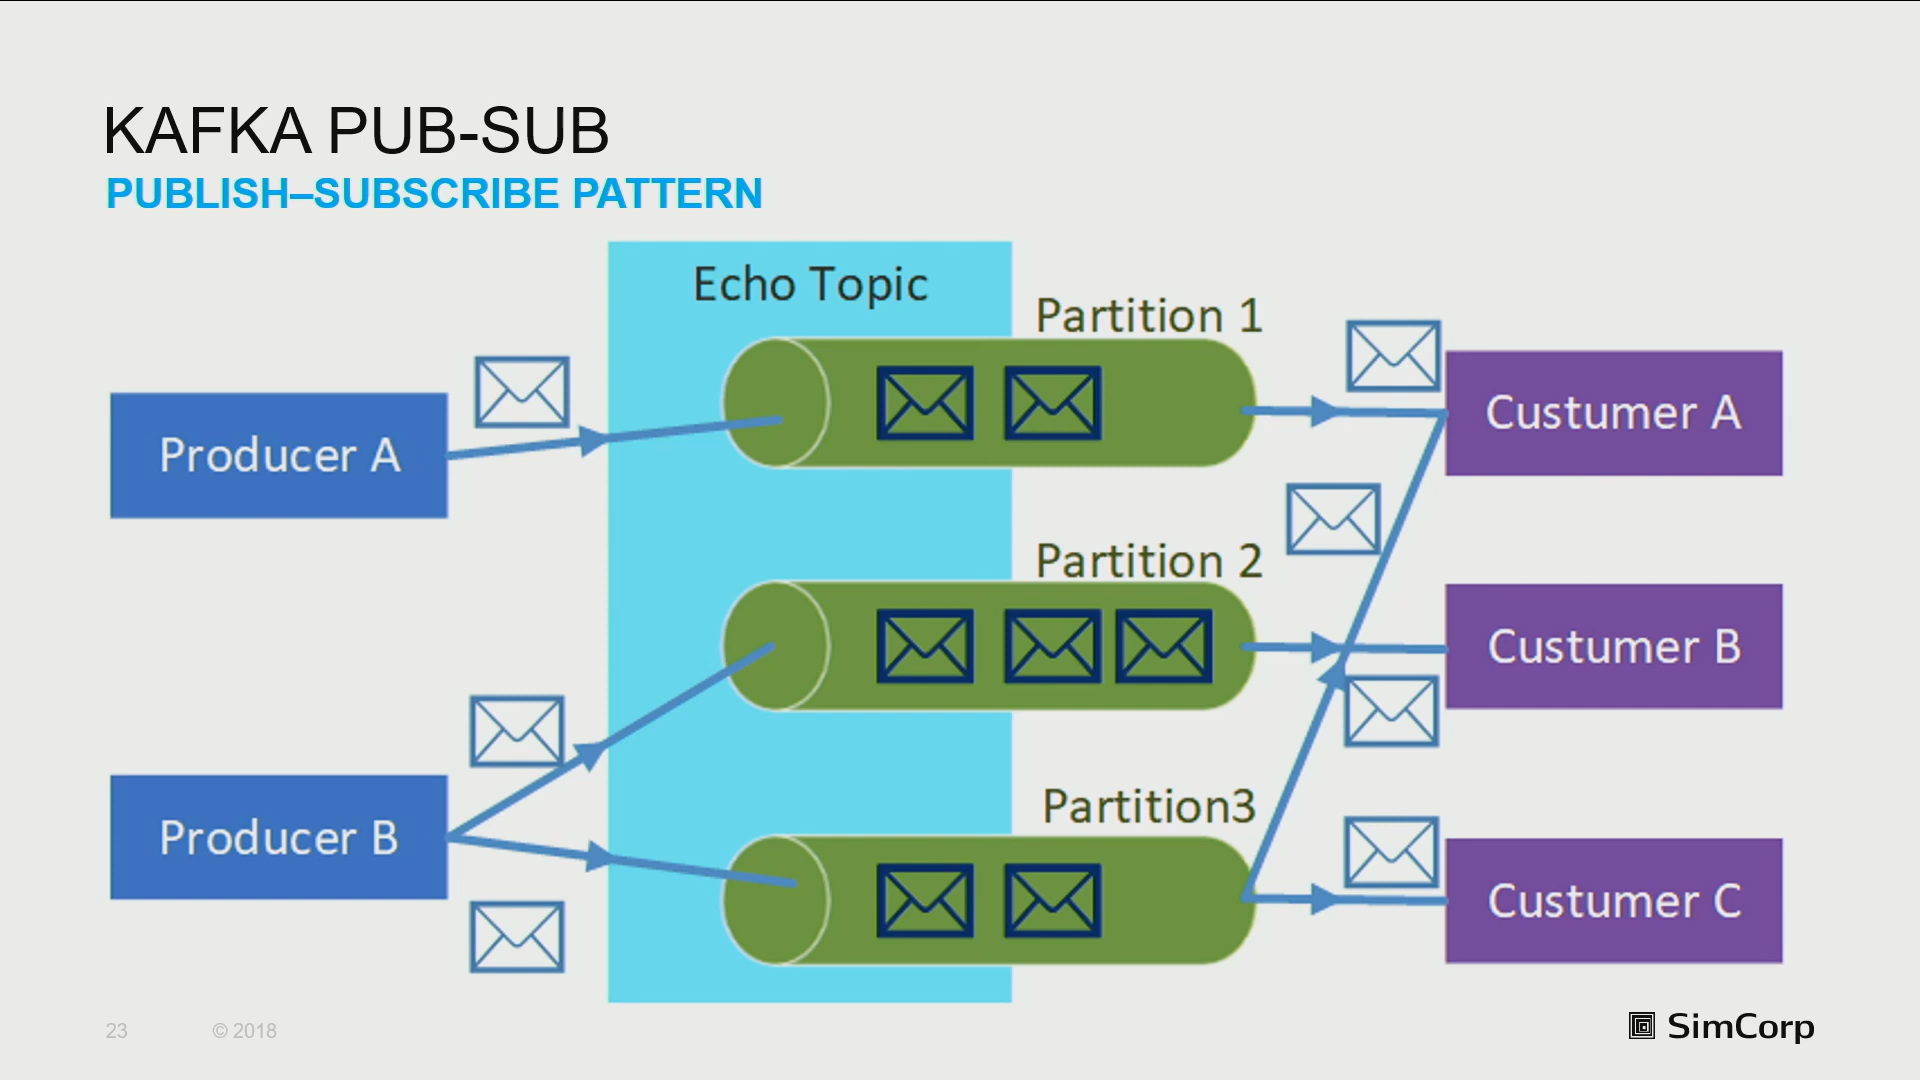 KAFKA PUB-SUB
PUBLISH–SUBSCRIBE PATTERN
Echo Topic
Partition 1
Producer A
Custumer A
Partition 2
Custumer B
Partition3
Producer B
Custumer C
23
© 2018
SimCorp